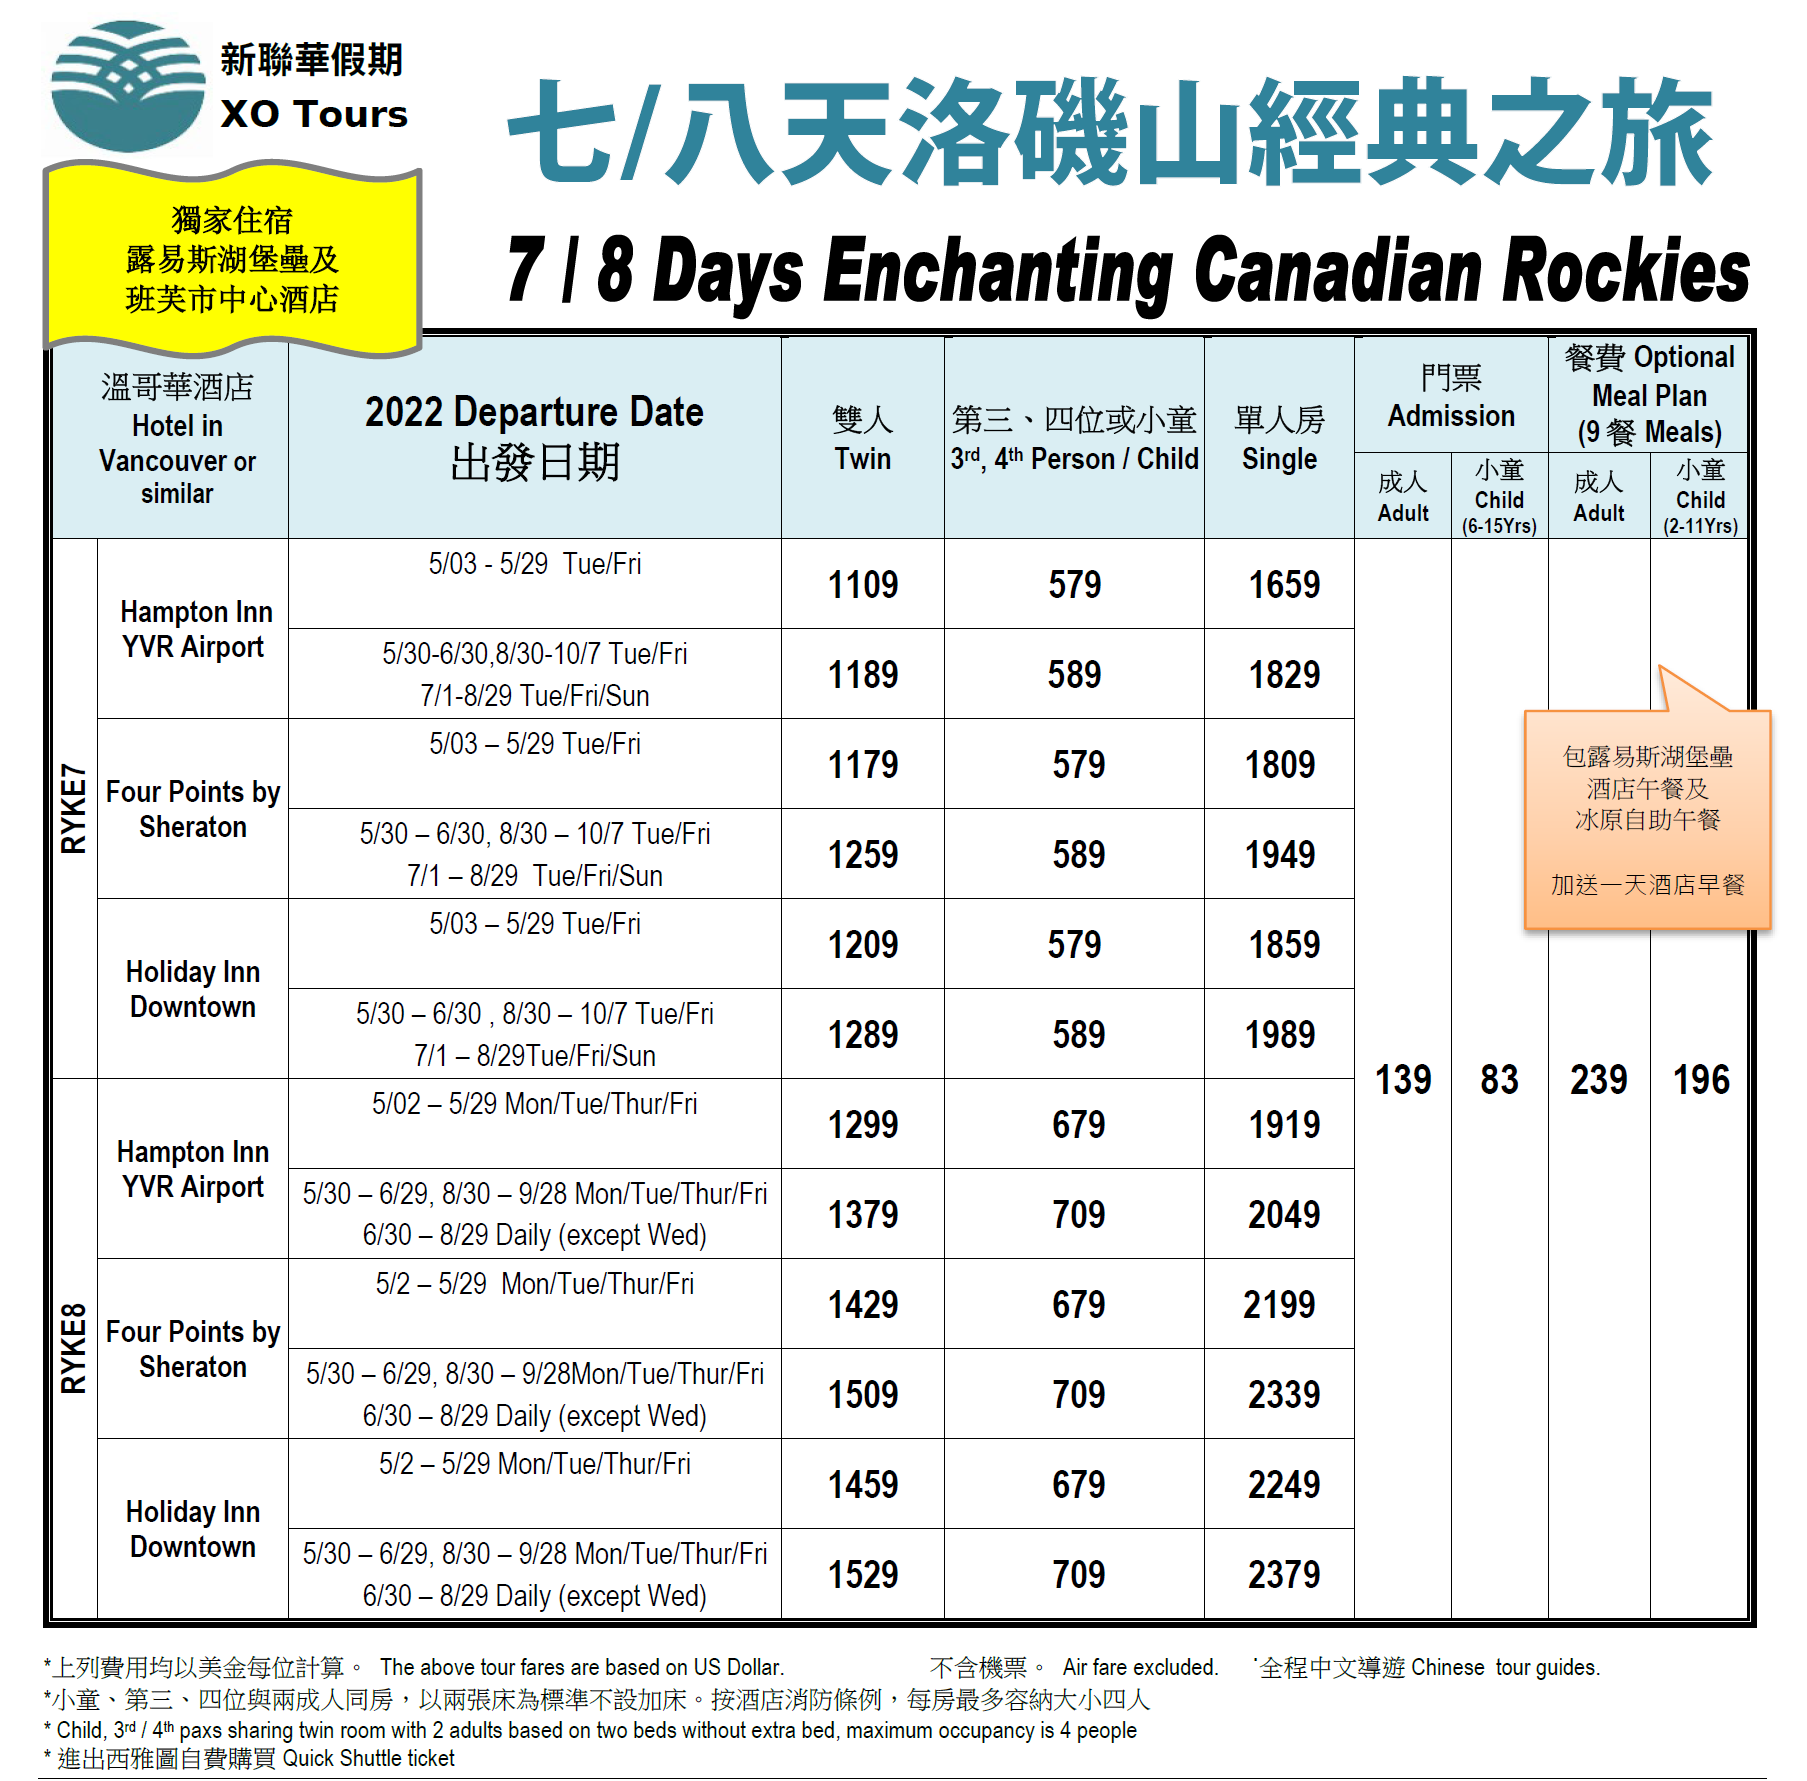 新聯華假期
XO Tours
七/八天洛磯山經典之旅
獨家住宿
露易斯湖堡壘及
班芙市中心酒店
7 / 8 Days Enchanting Canadian Rockies
溫哥華酒店
Hotel in
Vancouver or
similar
2022 Departure Date
出發日期
雙人
Twin
第三、四位或小童
3rd, 4th Person / Child
單人房
Single
門票
Admission
餐費 Optional
Meal Plan
(9 餐 Meals)
成人
Adult
小童
Child
(6-15Yrs)
成人
Adult
小童
Child
(2-11Yrs)
RYKE7
Hampton Inn
YVR Airport
5/03 - 5/29 Tue/Fri
1109 579 1659
5/30-6/30,8/30-10/7 Tue/Fri
7/1-8/29 Tue/Fri/Sun
1189 589 1829
Four Points by
Sheraton
5/03 – 5/29 Tue/Fri
1179 579 1809
5/30 – 6/30, 8/30 – 10/7 Tue/Fri
7/1 – 8/29 Tue/Fri/Sun
1259 589 1949
Holiday Inn
Downtown
5/03 – 5/29 Tue/Fri
1209 579 1859
5/30 – 6/30 , 8/30 – 10/7 Tue/Fri
7/1 – 8/29Tue/Fri/Sun
1289 589 1989
RYKE8
Hampton Inn
YVR Airport
5/02 – 5/29 Mon/Tue/Thur/Fri
1299 679 1919
5/30 – 6/29, 8/30 – 9/28 Mon/Tue/Thur/Fri
6/30 – 8/29 Daily (except Wed)
1379 709 2049
Four Points by
Sheraton
5/2 – 5/29 Mon/Tue/Thur/Fri
1429 679 2199
5/30 – 6/29, 8/30 – 9/28Mon/Tue/Thur/Fri
6/30 – 8/29 Daily (except Wed)
1509 709 2339
Holiday Inn
Downtown
5/2 – 5/29 Mon/Tue/Thur/Fri
1459 679 2249
5/30 – 6/29, 8/30 – 9/28 Mon/Tue/Thur/Fri
6/30 – 8/29 Daily (except Wed)
1529 709 2379
139 83 239 196
包露易斯湖堡壘
酒店午餐及
冰原自助午餐
加送一天酒店早餐
*上列費用均以美金每位計算。 The above tour fares are based on US Dollar. 不含機票。 Air fare excluded. *全程中文導遊 Chinese tour guides.
*小童、第三、四位與兩成人同房，以兩張床為標準不設加床。按酒店消防條例，每房最多容納大小四人
* Child, 3rd / 4th paxs sharing twin room with 2 adults based on two beds without extra bed, maximum occupancy is 4 people
* 進出西雅圖自費購買 Quick Shuttle ticket